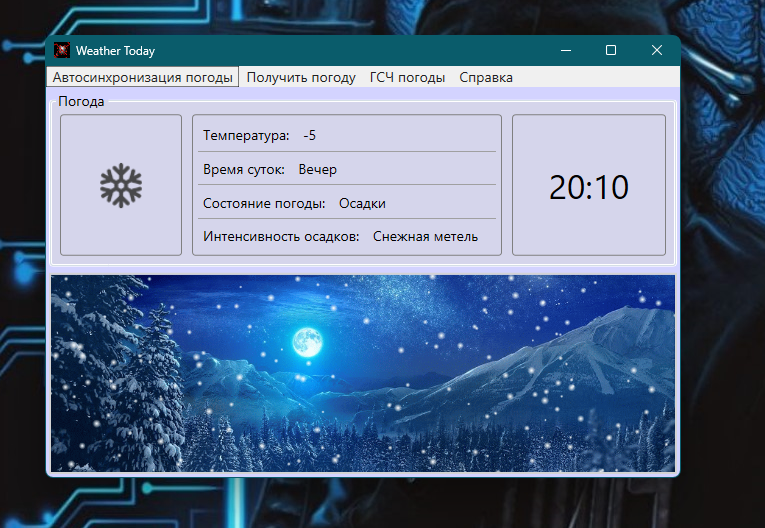 Weather Today
Автосинхронизация погоды Получить погоду ГСЧ погоды Справка
Погода
Температура: -5
Время суток: Вечер
Состояние погоды: Осадки
Интенсивность осадков: Снежная метель
20:10